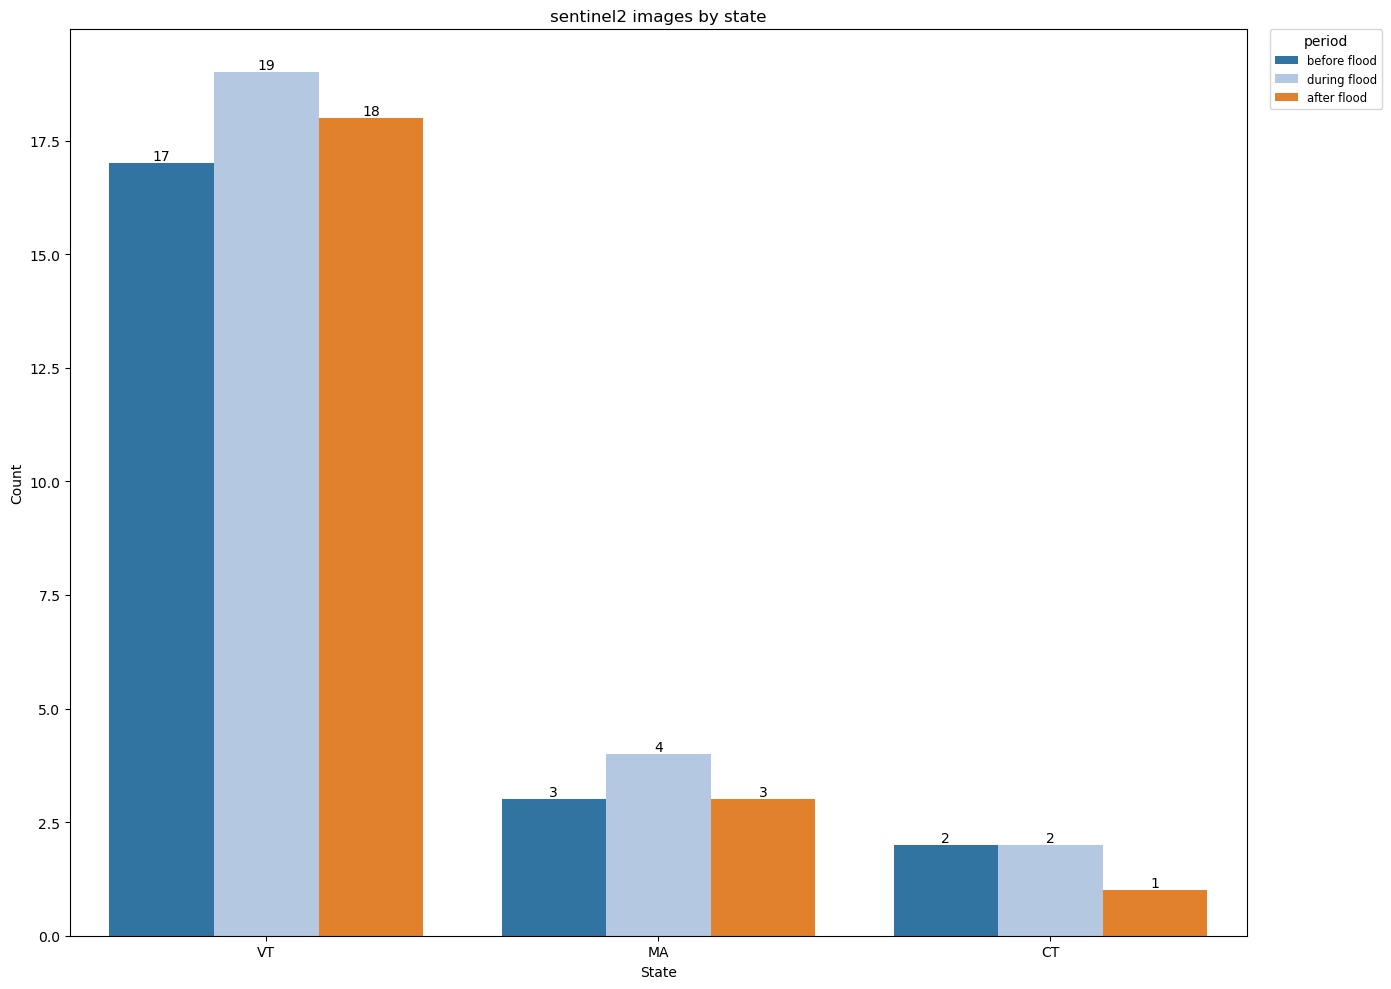 sentinel2 images by state
period
before flood
during flood
after flood
Count
17.5
15.0
12.5
10.0
7.5
5.0
2.5
0.0
17
19
18
3
4
3
2
2
1
VT
MA
CT
State